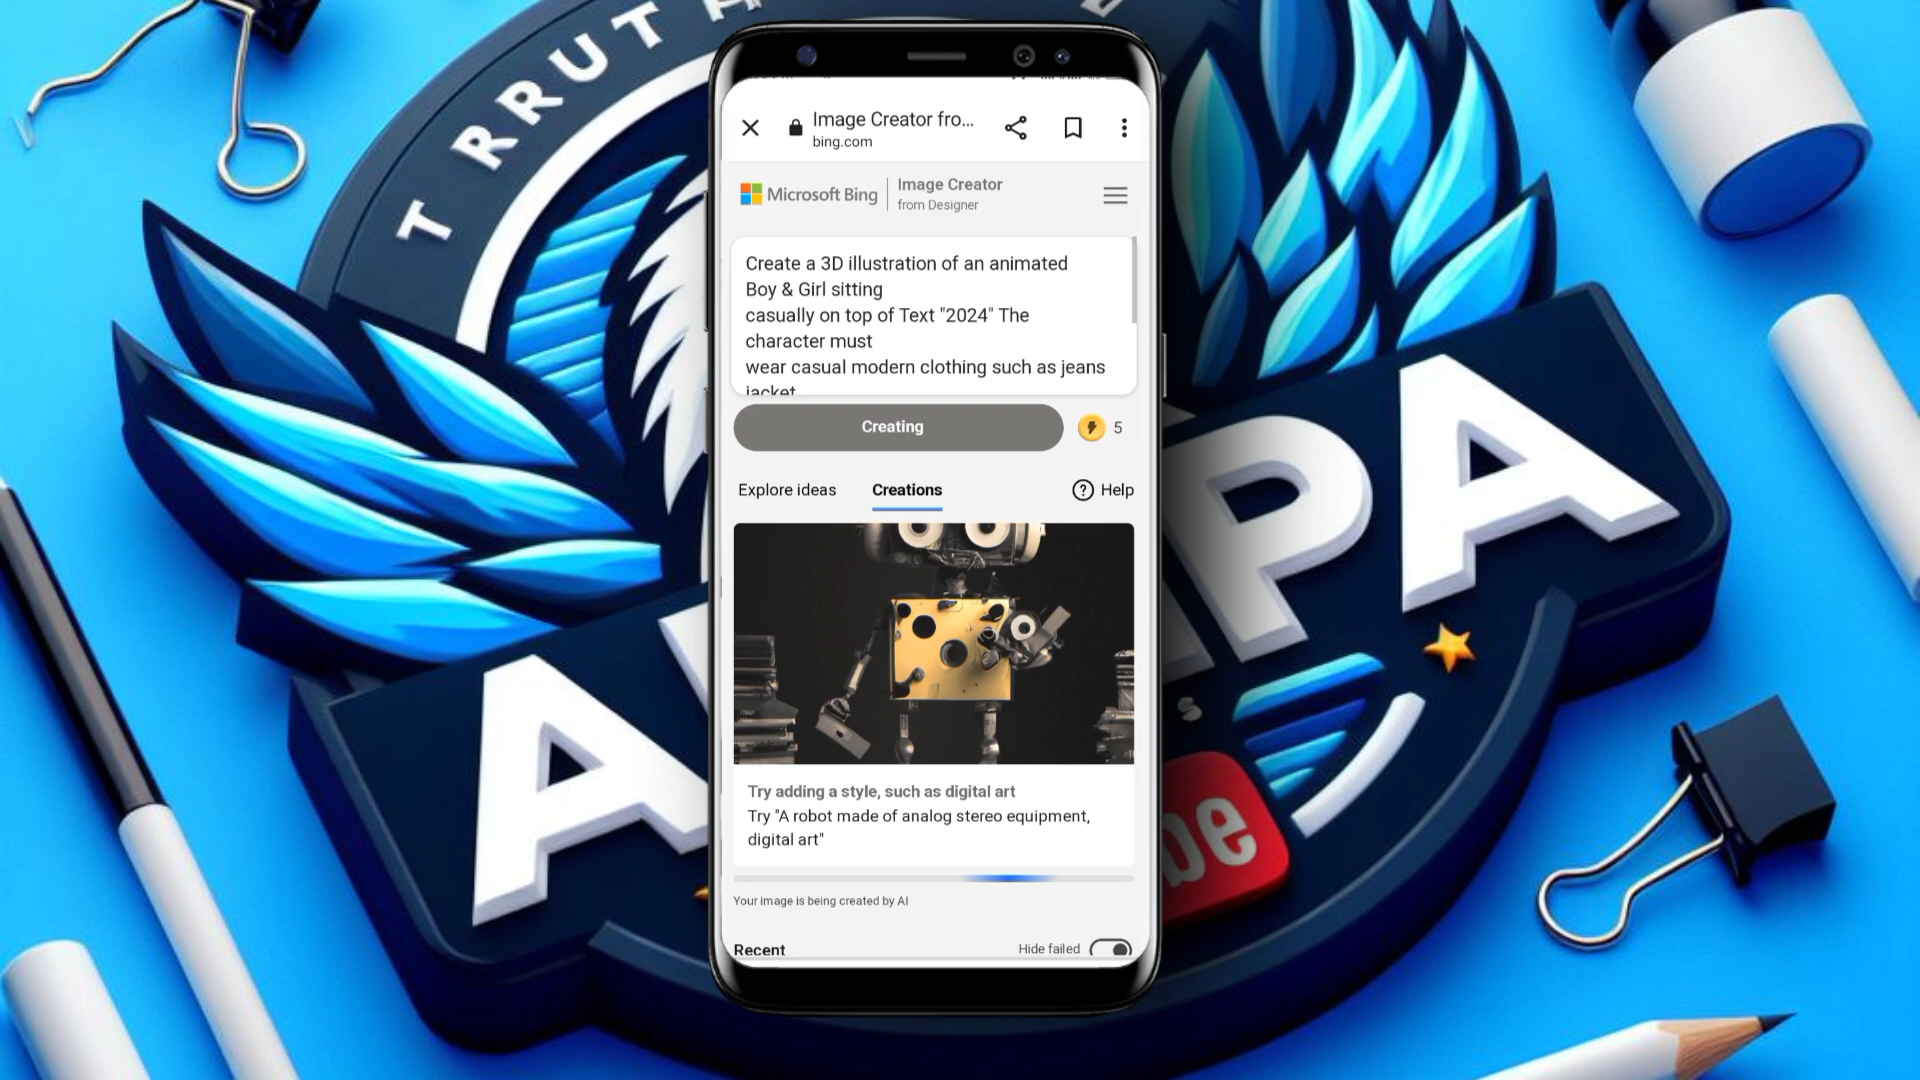 TRRUT
Image Creator fro...
bing.com
Microsoft Bing
Image Creator
from Designer
Create a 3D illustration of an animated
Boy & Girl sitting
casually on top of Text "2024" The
character must
wear casual modern clothing such as jeans
jacket
Creating
5
Explore ideas
Creations
Help
Try adding a style, such as digital art
Try "A robot made of analog stereo equipment,
digital art"
Your image is being created by AI
Recent
Hide failed
A
PA
s
be